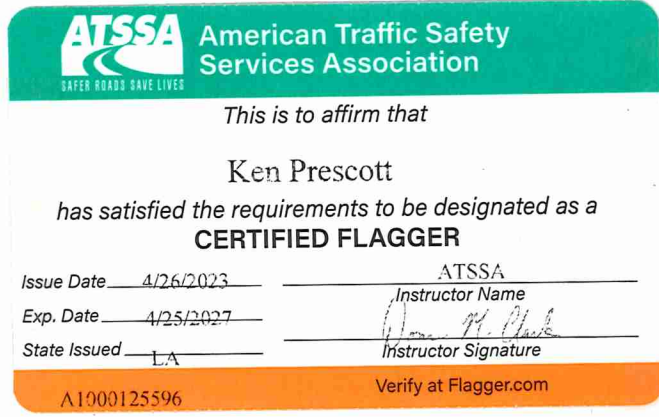 ATSSA
SAFER ROADS SAVE LIVES
American Traffic Safety
Services Association
This is to affirm that
Ken Prescott
has satisfied the requirements to be designated as a
CERTIFIED FLAGGER
Issue Date 4/26/2023
ATSSA
Instructor Name
Exp. Date 4/25/2027
M. Clark
State Issued LA
Instructor Signature
A1000125596
Verify at Flagger.com